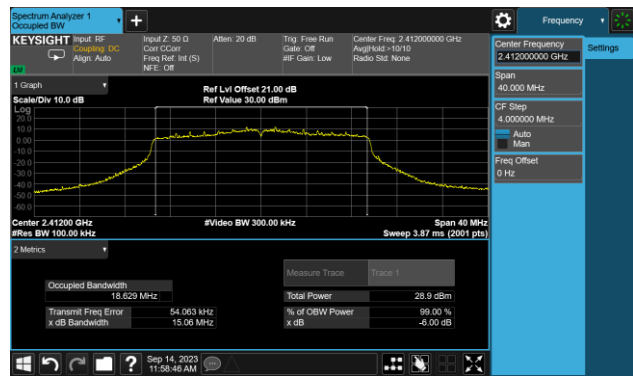 Spectrum Analyzer 1
Occupied BW
Frequency
KEYSIGHT
Input: RF
Coupling: DC
Align: Auto
Input Z: 50 Ω
Corr CCorr
Freq Ref: Int (S)
NFE: Off
Atten: 20 dB
Trig: Free Run
Gate: Off
#IF Gain: Low
Center Freq: 2.412000000 GHz
Avg|Hold:>10/10
Radio Std: None
Center Frequency
2.412000000 GHz
Settings
Span
40.000 MHz
CF Step
4.000000 MHz
Auto
Man
Freq Offset
0 Hz
1 Graph
Scale/Div 10.0 dB
Ref Lvl Offset 21.00 dB
Ref Value 30.00 dBm
Log
20.0
10.0
0.00
-10.0
-20.0
-30.0
-40.0
-50.0
-60.0
Center 2.41200 GHz
#Res BW 100.00 kHz
#Video BW 300.00 kHz
Span 40 MHz
Sweep 3.87 ms (2001 pts)
2 Metrics
Measure Trace
Trace 1
Occupied Bandwidth
18.629 MHz
Total Power
28.9 dBm
Transmit Freq Error
54.063 kHz
% of OBW Power
99.00 %
x dB Bandwidth
15.06 MHz
x dB
-6.00 dB
?
Sep 14, 2023
11:58:46 AM